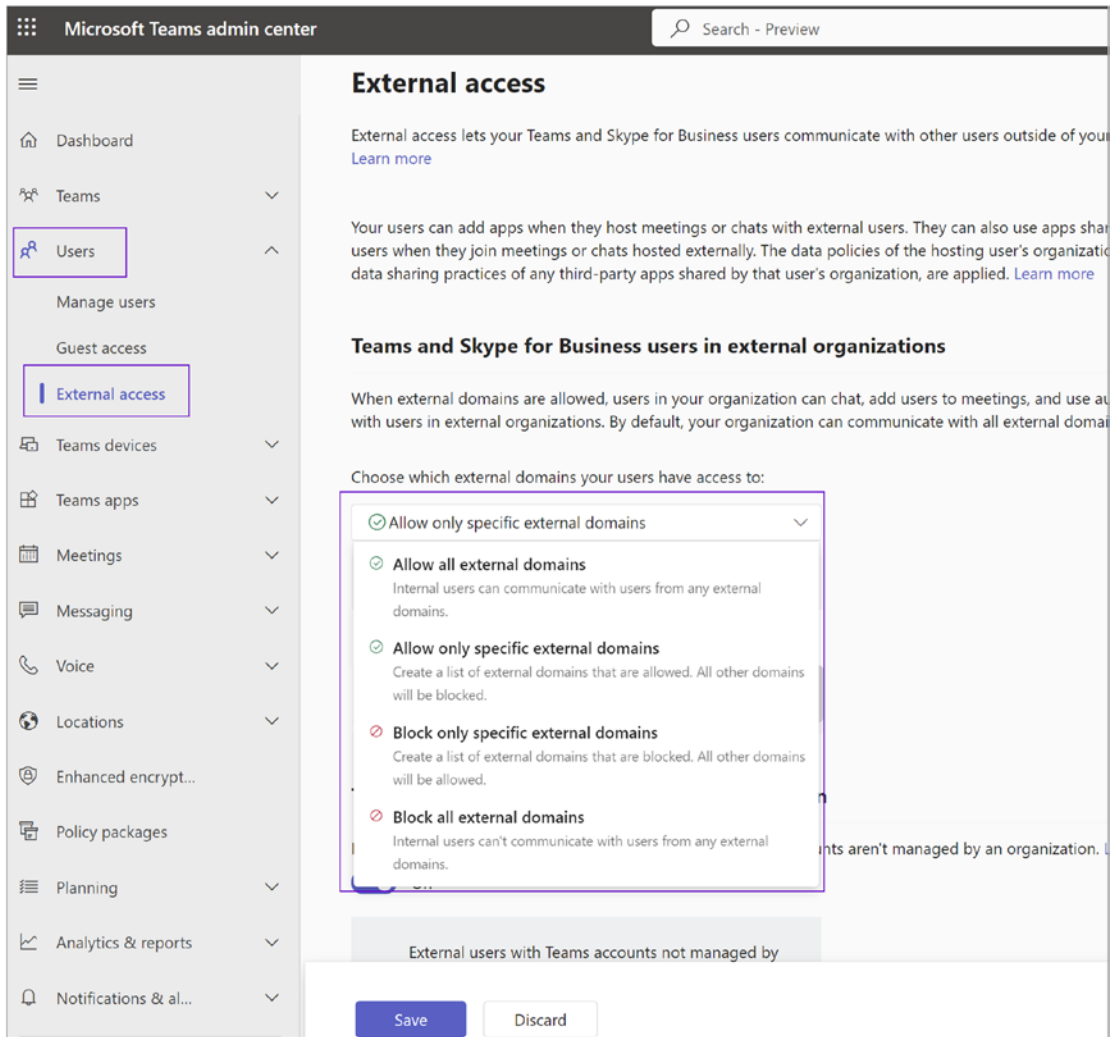 Microsoft Teams admin center
Search - Preview
Dashboard
Teams
Users
Manage users
Guest access
External access
Teams devices
Teams apps
Meetings
Messaging
Voice
Locations
Enhanced encrypt...
Policy packages
Planning
Analytics & reports
Notifications & al...
External access
External access lets your Teams and Skype for Business users communicate with other users outside of your
Learn more
Your users can add apps when they host meetings or chats with external users. They can also use apps shar
users when they join meetings or chats hosted externally. The data policies of the hosting user's organizatio
data sharing practices of any third-party apps shared by that user's organization, are applied. Learn more
Teams and Skype for Business users in external organizations
When external domains are allowed, users in your organization can chat, add users to meetings, and use au
with users in external organizations. By default, your organization can communicate with all external domai
Choose which external domains your users have access to:
Allow only specific external domains
Allow all external domains
Internal users can communicate with users from any external
domains.
Allow only specific external domains
Create a list of external domains that are allowed. All other domains
will be blocked.
Block only specific external domains
Create a list of external domains that are blocked. All other domains
will be allowed.
Block all external domains
Internal users can't communicate with users from any external
domains.
nts aren't managed by an organization.
External users with Teams accounts not managed by
Save
Discard